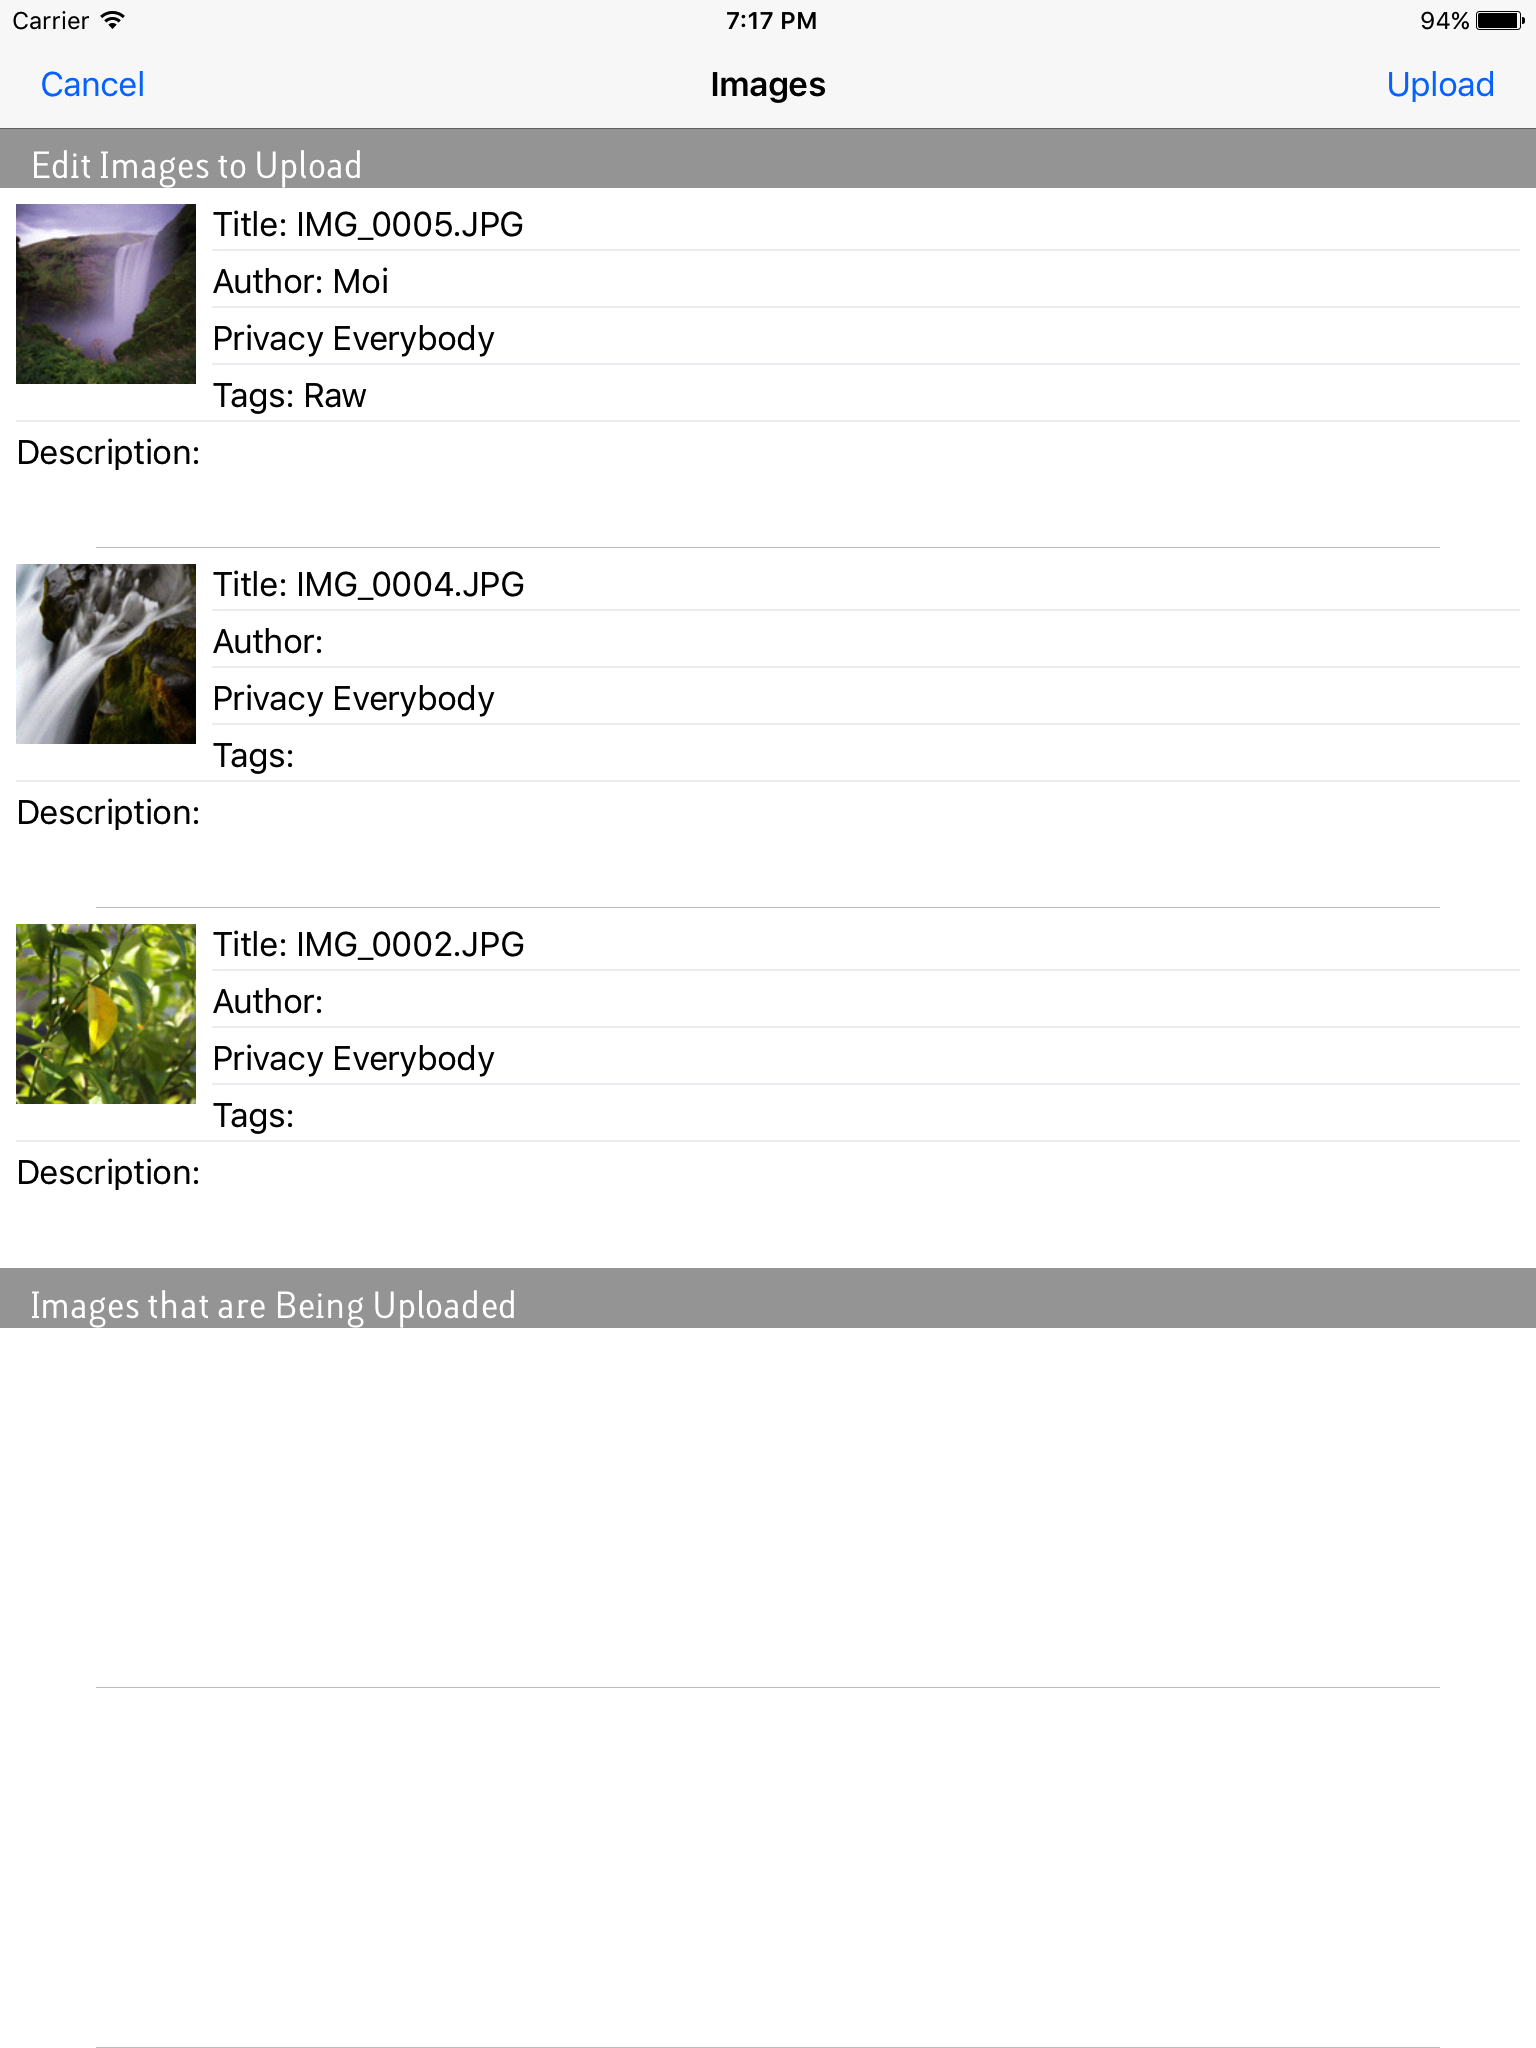 Carrier 7:17 PM 94%
Cancel Images Upload
Edit Images to Upload
Title: IMG_0005.JPG
Author: Moi
Privacy Everybody
Tags: Raw
Description:
Title: IMG_0004.JPG
Author:
Privacy Everybody
Tags:
Description:
Title: IMG_0002.JPG
Author:
Privacy Everybody
Tags:
Description:
Images that are Being Uploaded